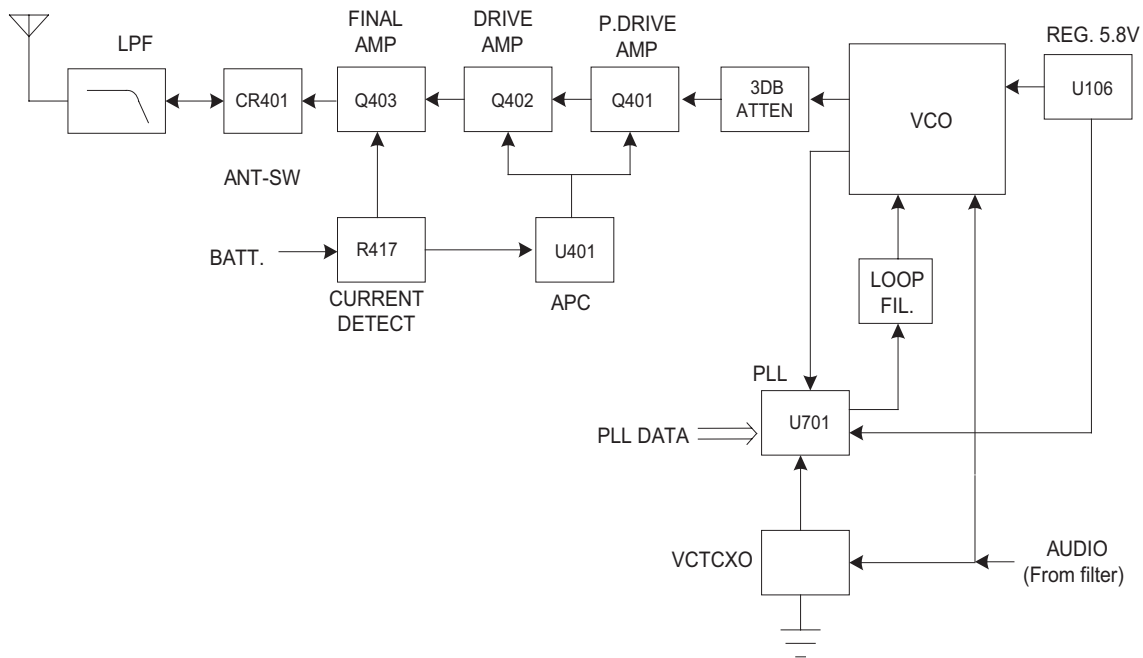 LPF
FINAL
AMP
DRIVE
AMP
P.DRIVE
AMP
REG. 5.8V
CR401
Q403
Q402
Q401
3DB
ATTEN
VCO
U106
ANT-SW
BATT.
R417
U401
CURRENT
DETECT
APC
LOOP
FIL.
PLL
PLL DATA
U701
VCTCXO
AUDIO
(From filter)